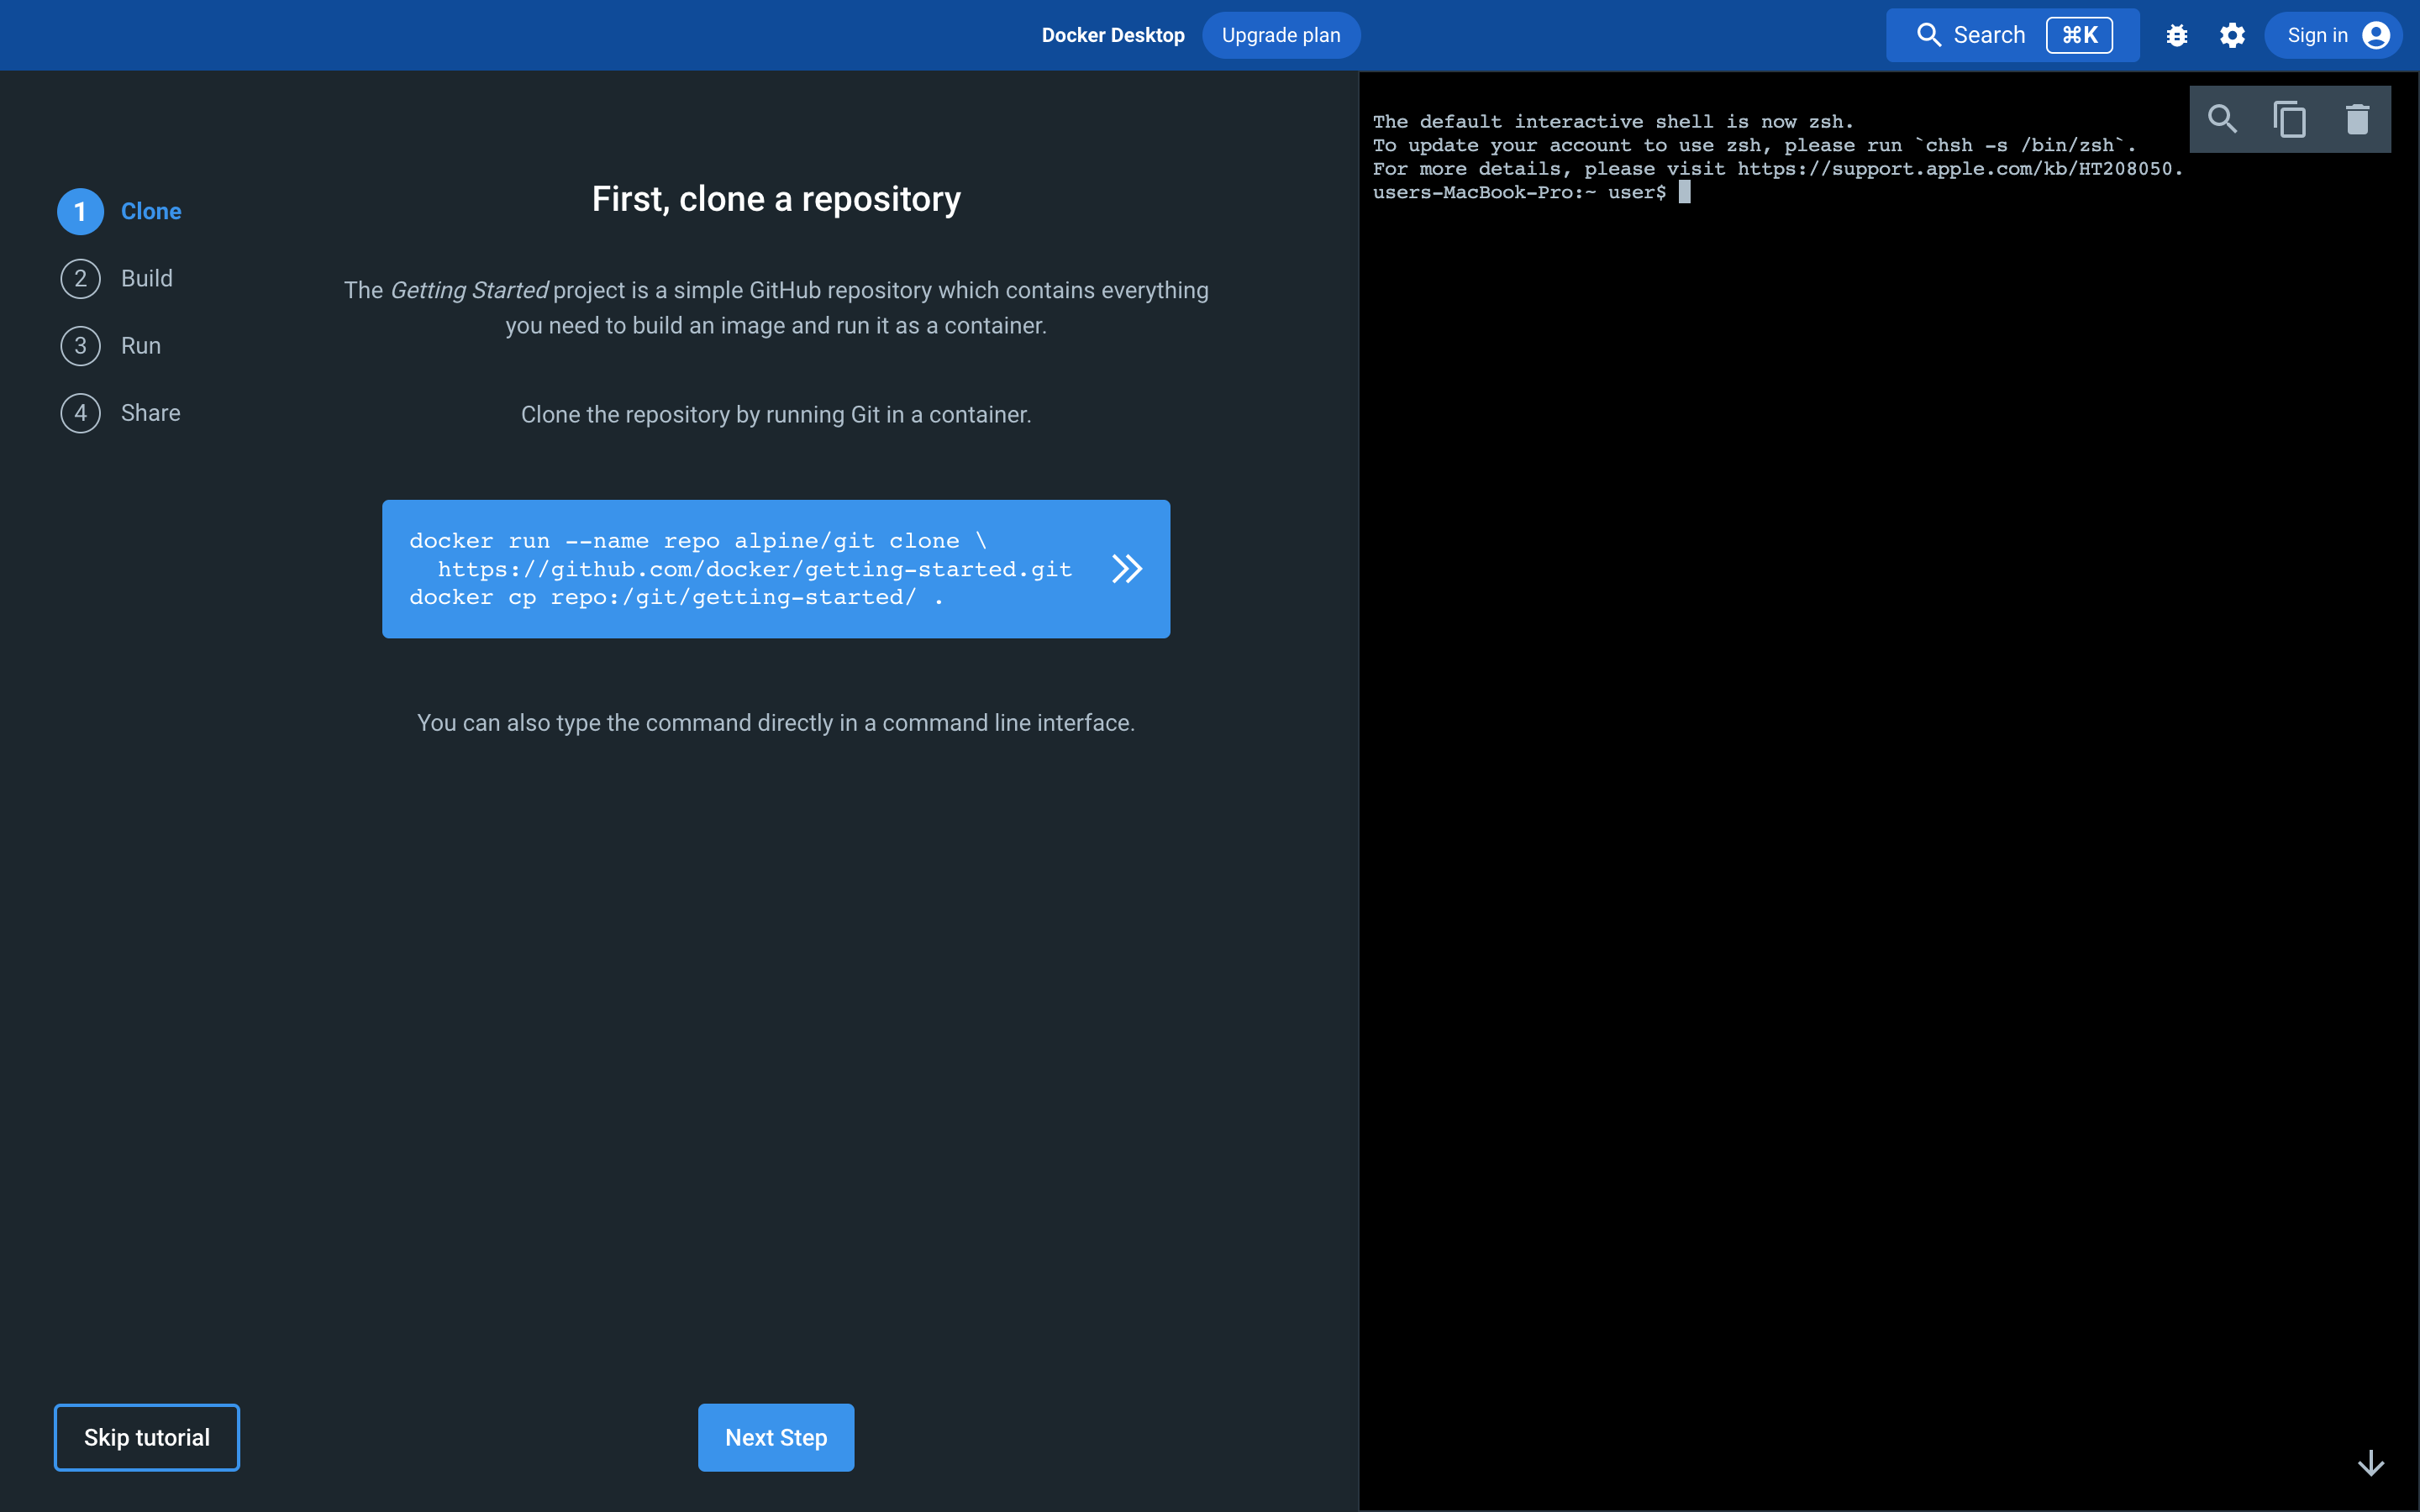 Docker Desktop
Upgrade plan
Search
⌘K
Sign in
1 Clone
2 Build
3 Run
4 Share
First, clone a repository
The Getting Started project is a simple GitHub repository which contains everything
you need to build an image and run it as a container.
Clone the repository by running Git in a container.
docker run --name repo alpine/git clone \
  https://github.com/docker/getting-started.git
docker cp repo:/git/getting-started/ .
You can also type the command directly in a command line interface.
Skip tutorial
Next Step
The default interactive shell is now zsh.
To update your account to use zsh, please run `chsh -s /bin/zsh`.
For more details, please visit https://support.apple.com/kb/HT208050.
users-MacBook-Pro:~ user$